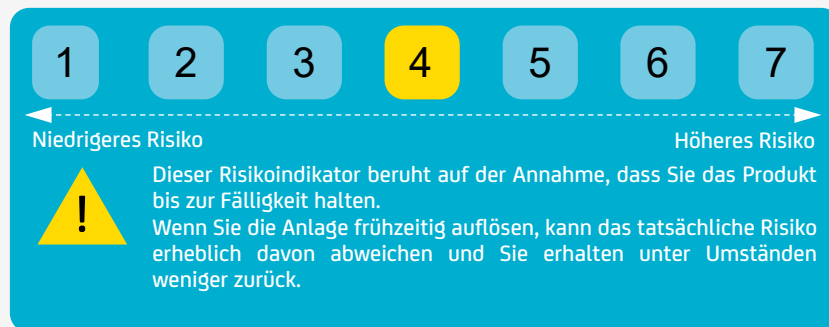 1 2 3 4 5 6 7
Niedrigeres Risiko Höheres Risiko
!
Dieser Risikoindikator beruht auf der Annahme, dass Sie das Produkt
bis zur Fälligkeit halten.
Wenn Sie die Anlage frühzeitig auflösen, kann das tatsächliche Risiko
erheblich davon abweichen und Sie erhalten unter Umständen
weniger zurück.